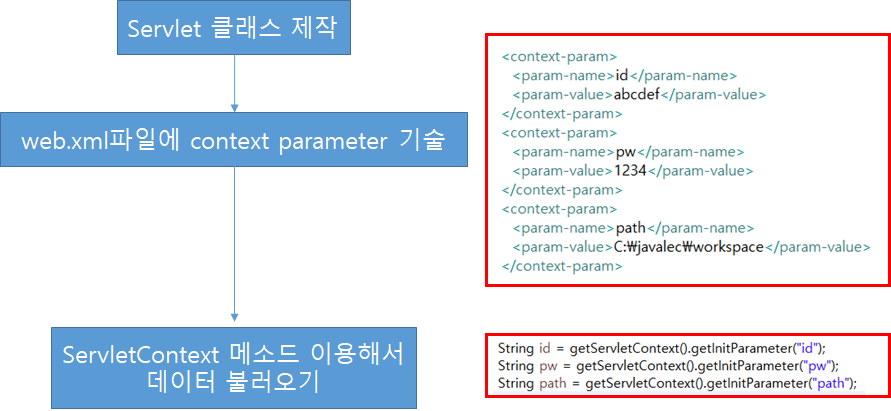 Servlet 클래스 제작
web.xml파일에 context parameter 기술
<context-param>
<param-name>id</param-name>
<param-value>abcdef</param-value>
</context-param>
<context-param>
<param-name>pw</param-name>
<param-value>1234</param-value>
</context-param>
<context-param>
<param-name>path</param-name>
<param-value>C:₩javalec₩workspace</param-value>
</context-param>
ServletContext 메소드 이용해서
데이터 불러오기
String id = getServletContext().getInitParameter("id");
String pw = getServletContext().getInitParameter("pw");
String path = getServletContext().getInitParameter("path");